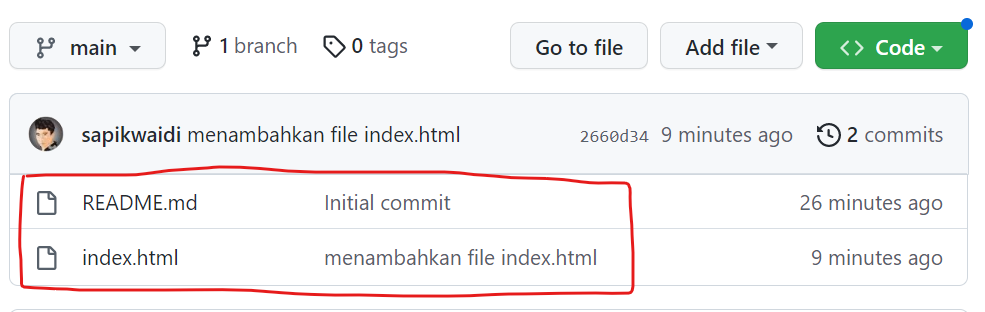 main 1 branch 0 tags Go to file Add file Code
sapikwaidi menambahkan file index.html 2660d34 9 minutes ago 2 commits
README.md Initial commit 26 minutes ago
index.html menambahkan file index.html 9 minutes ago